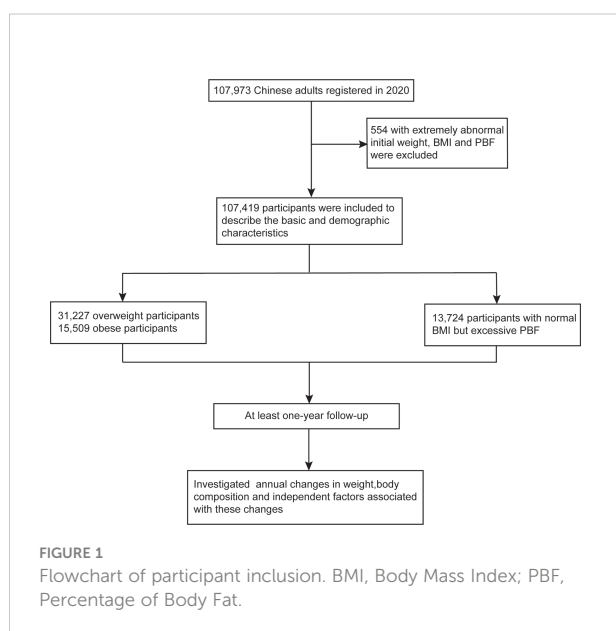 107,973 Chinese adults registered in 2020
554 with extremely abnormal
initial weight, BMI and PBF
were excluded
107,419 participants were included to
describe the basic and demographic
characteristics
31,227 overweight participants
15,509 obese participants
13,724 participants with normal
BMI but excessive PBF
At least one-year follow-up
Investigated annual changes in weight,body
composition and independent factors associated
with these changes
FIGURE 1
Flowchart of participant inclusion. BMI, Body Mass Index; PBF,
Percentage of Body Fat.